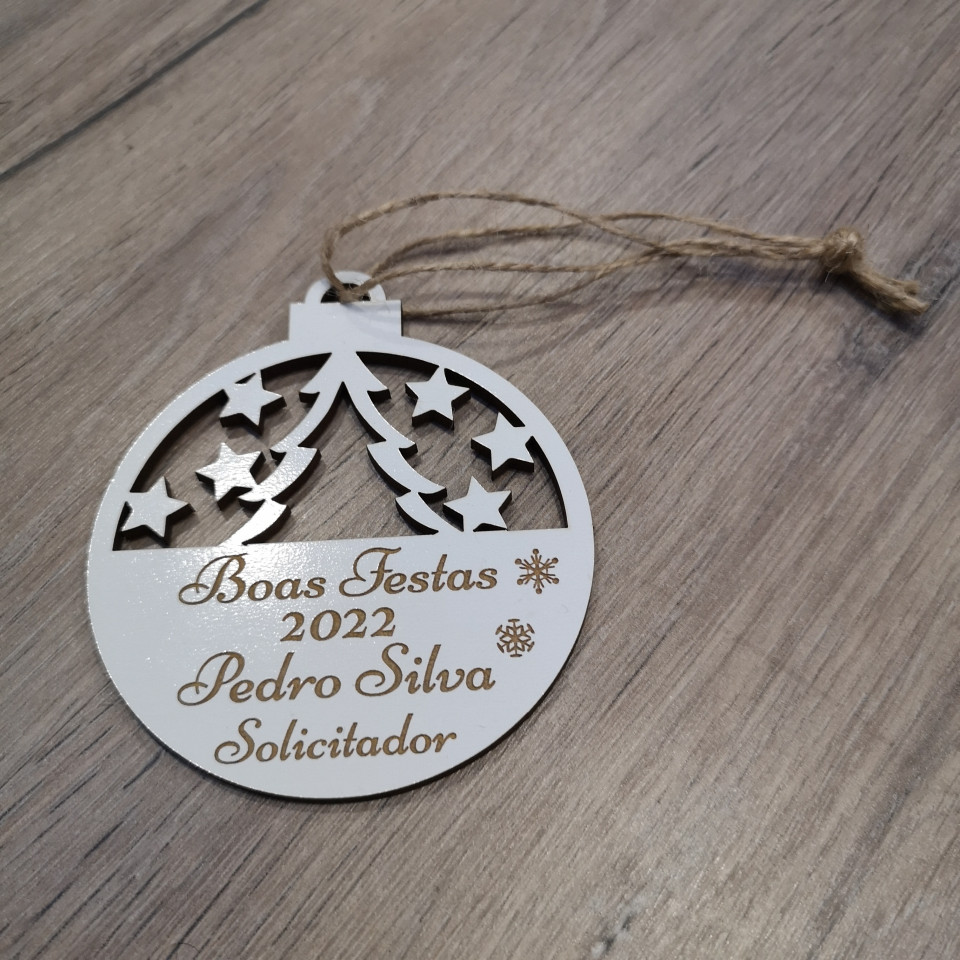 Boas Festas
2022
Pedro Silva
Solicitador